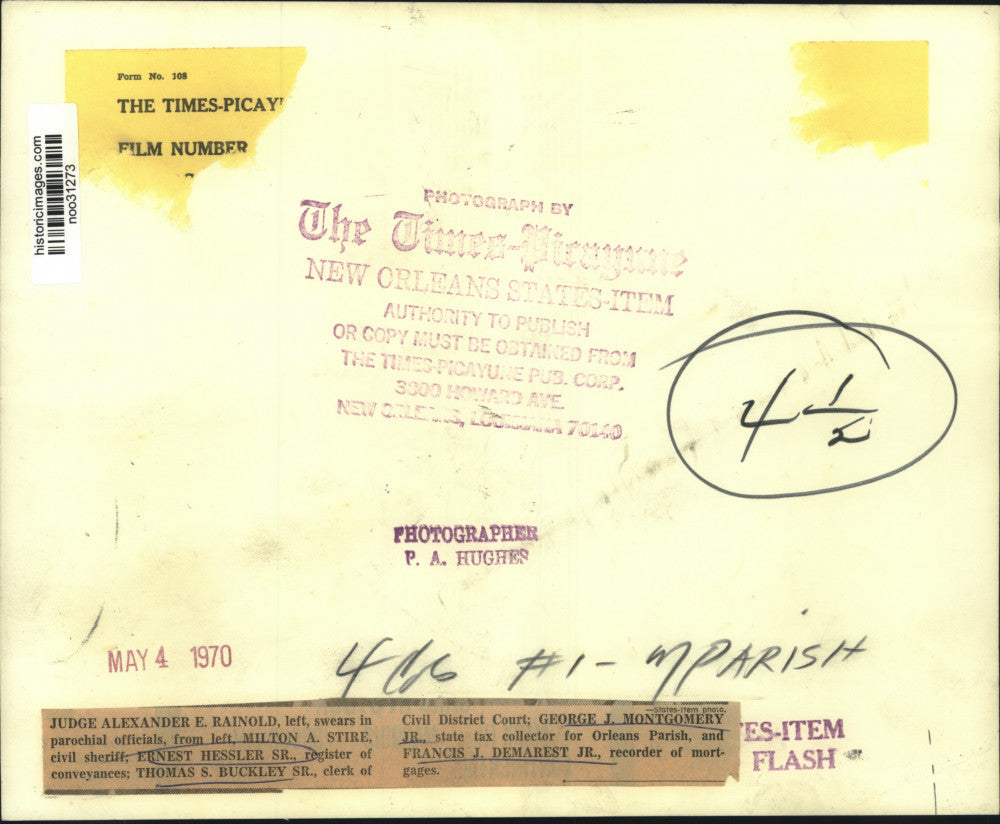 Form No. 108
THE TIMES-PICAY
FILM NUMBER
historicimages.com
noo31273
PHOTOGRAPH BY
The Times-Picayune
NEW ORLEANS STATES-ITEM
AUTHORITY TO PUBLISH
OR COPY MUST BE OBTAINED FROM
THE TIMES-PICAYUNE PUB. CORP.
3800 HOWARD AVE.
NEW ORLEANS, LOUISIANA 70140
4 1/2
PHOTOGRAPHER
P. A. HUGHES
MAY 4 1970
#1- MPARISH
—States-Item photo.
JUDGE ALEXANDER E. RAINOLD, left, swears in
parochial officials, from left, MILTON A. STIRE,
civil sheriff; ERNEST HESSLER SR., register of
conveyances; THOMAS S. BUCKLEY SR., clerk of
Civil District Court; GEORGE J. MONTGOMERY
JR., state tax collector for Orleans Parish, and
FRANCIS J. DEMAREST JR., recorder of mort-
gages.
ES-ITEM
FLASH